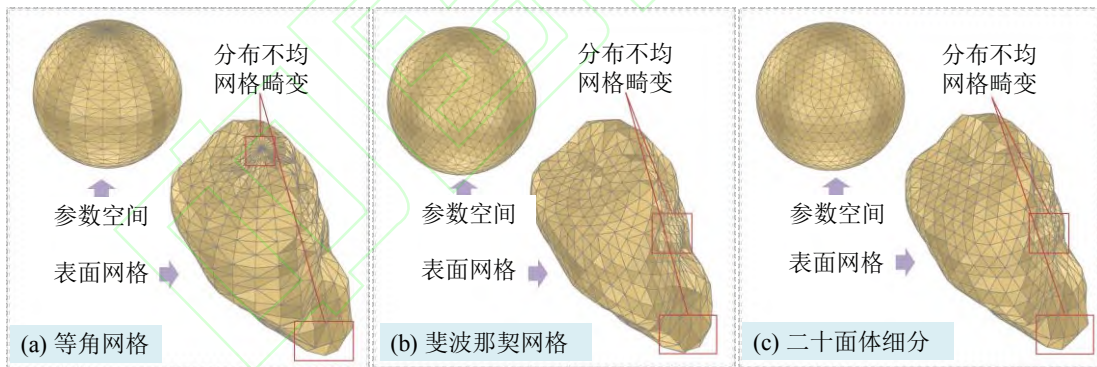 分布不均
网格畸变
参数空间
表面网格
(a) 等角网格
分布不均
网格畸变
参数空间
表面网格
(b) 斐波那契网格
分布不均
网格畸变
参数空间
表面网格
(c) 二十面体细分